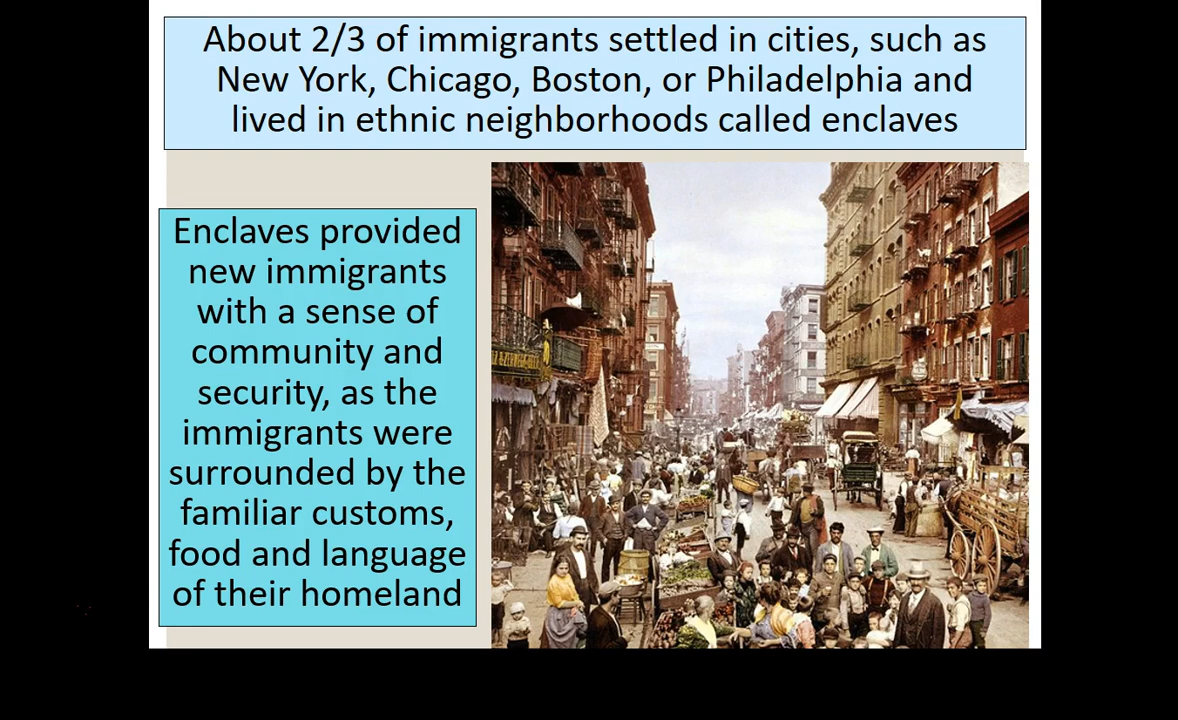 About 2/3 of immigrants settled in cities, such as
New York, Chicago, Boston, or Philadelphia and
lived in ethnic neighborhoods called enclaves
Enclaves provided
new immigrants
with a sense of
community and
security, as the
immigrants were
surrounded by the
familiar customs,
food and language
of their homeland